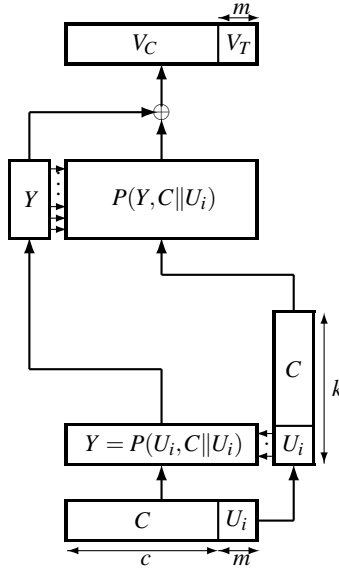 m
V_C V_T
Y P(Y, C||U_i)
C
k
Y = P(U_i, C||U_i) U_i
C U_i
c m